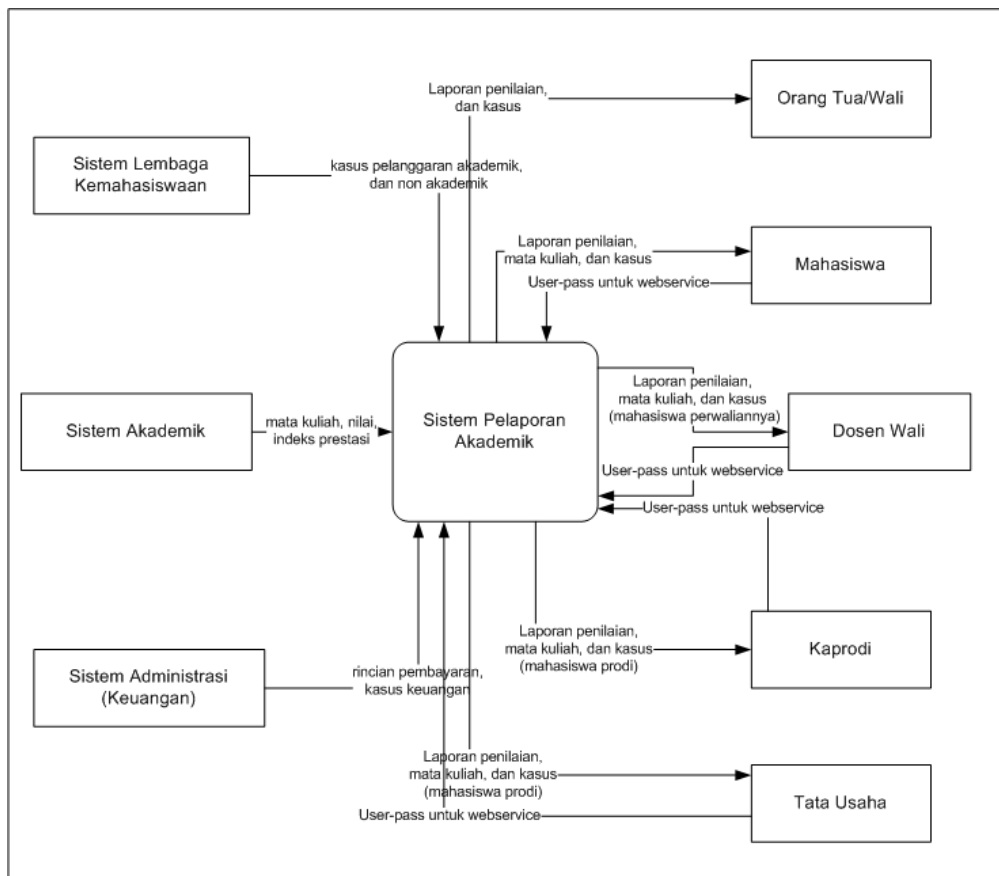 Laporan penilaian,
dan kasus
Orang Tua/Wali
Sistem Lembaga
Kemahasiswaan
kasus pelanggaran akademik,
dan non akademik
Laporan penilaian,
mata kuliah, dan kasus
Mahasiswa
User-pass untuk webservice
Sistem Akademik
mata kuliah, nilai,
indeks prestasi
Sistem Pelaporan
Akademik
Laporan penilaian,
mata kuliah, dan kasus
(mahasiswa perwaliannya)
Dosen Wali
User-pass untuk webservice
User-pass untuk webservice
Laporan penilaian,
mata kuliah, dan kasus
(mahasiswa prodi)
Kaprodi
Sistem Administrasi
(Keuangan)
rincian pembayaran,
kasus keuangan
Laporan penilaian,
mata kuliah, dan kasus
(mahasiswa prodi)
Tata Usaha
User-pass untuk webservice